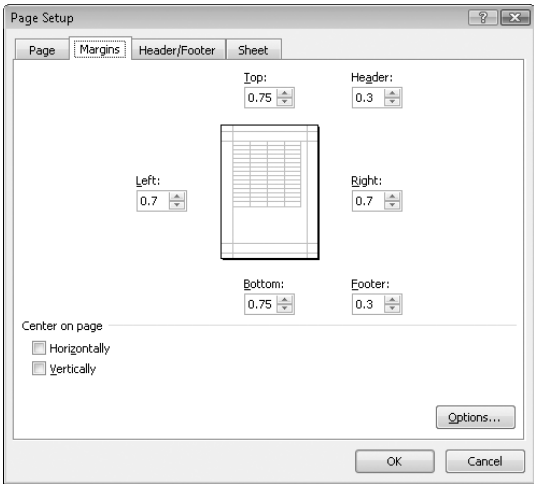 Page Setup
Page Margins Header/Footer Sheet
Top: Header:
0.75 0.3
Left: Right:
0.7 0.7
Bottom: Footer:
0.75 0.3
Center on page
Horizontally
Vertically
Options...
OK Cancel